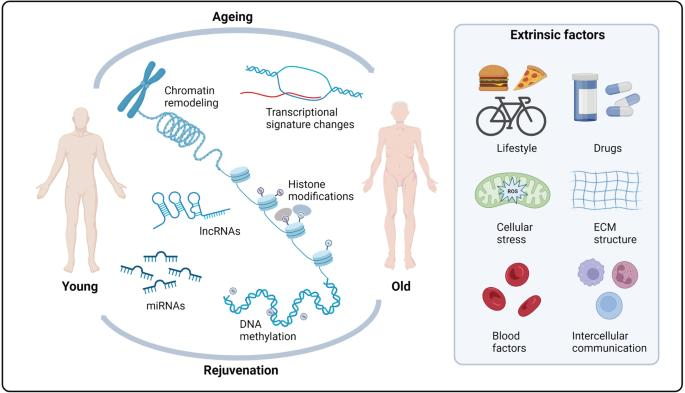 Ageing
Chromatin
remodeling
Transcriptional
signature changes
Histone
modifications
lncRNAs
miRNAs
DNA
methylation
Young
Old
Rejuvenation
Extrinsic factors
Lifestyle
Drugs
ROS
Cellular
stress
ECM
structure
Blood
factors
Intercellular
communication